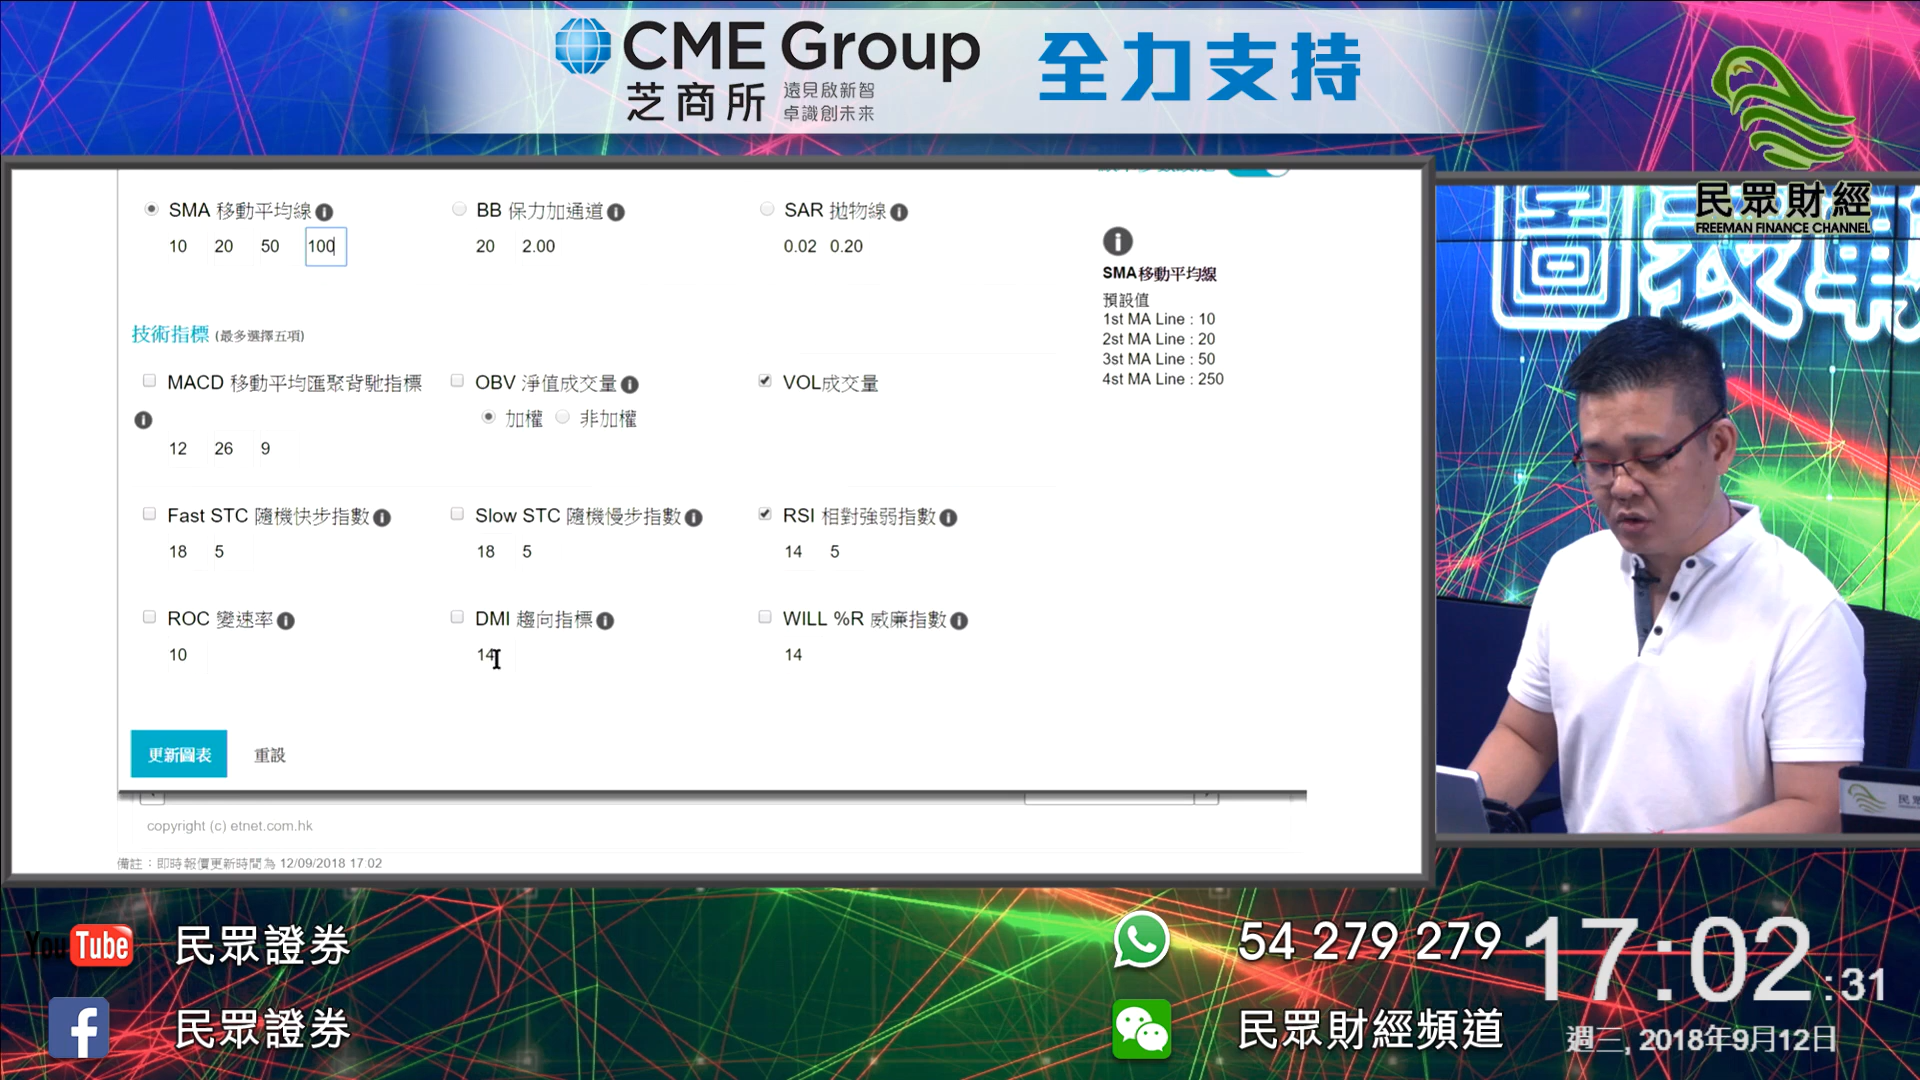 CME Group
芝商所
遠見啟新智
卓識創未來
全力支持
民眾財經
FREEMAN FINANCE CHANNEL
SMA 移動平均線
10 20 50 100
BB 保力加通道
20 2.00
SAR 拋物線
0.02 0.20
SMA移動平均線
預設值
1st MA Line : 10
2st MA Line : 20
3st MA Line : 50
4st MA Line : 250
技術指標 (最多選擇五項)
MACD 移動平均匯聚背馳指標
12 26 9
OBV 淨值成交量
加權 非加權
VOL成交量
Fast STC 隨機快步指數
18 5
Slow STC 隨機慢步指數
18 5
RSI 相對強弱指數
14 5
ROC 變速率
10
DMI 趨向指標
14
WILL %R 威廉指數
14
更新圖表
重設
copyright (c) etnet.com.hk
備註：即時報價更新時間為 12/09/2018 17:02
YouTube 民眾證券
民眾證券
54 279 279
民眾財經頻道
17:02:31
週三, 2018年9月12日